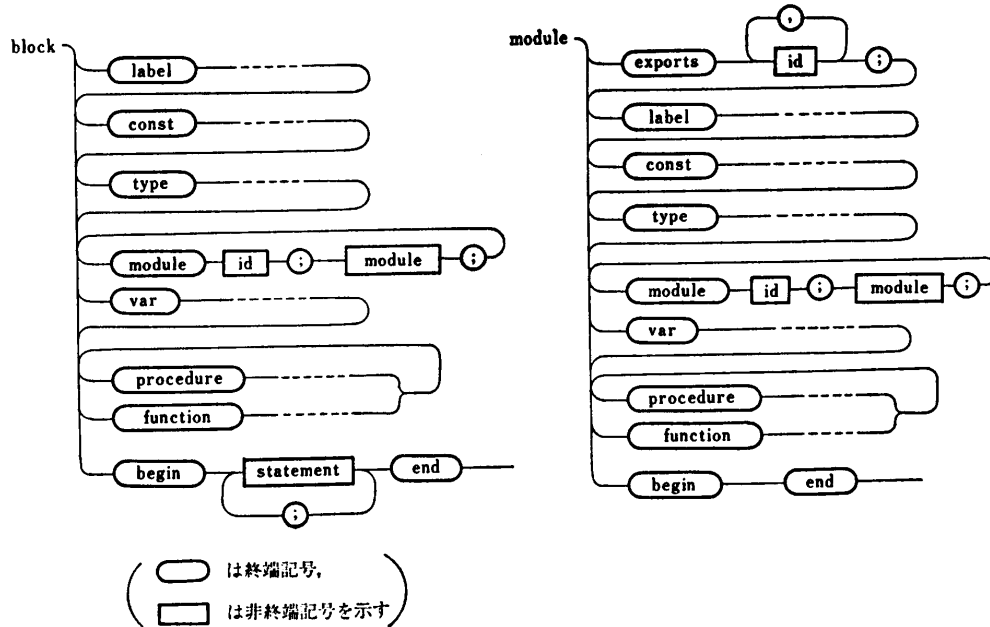 block
label
const
type
module id ; module ;
var
procedure
function
begin statement end
;
module
,
exports id ;
label
const
type
module id ; module ;
var
procedure
function
begin end
は終端記号,
は非終端記号を示す